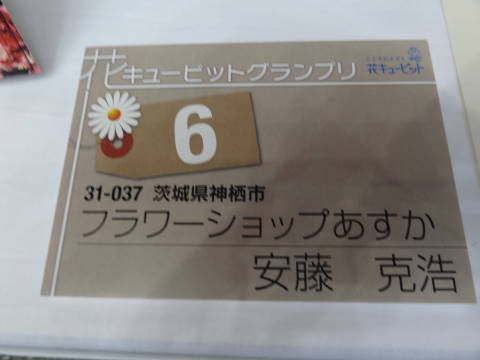 花キューピットグランプリ
花キューピット
6
31-037 茨城県神栖市
フラワーショップあすか
安藤 克浩